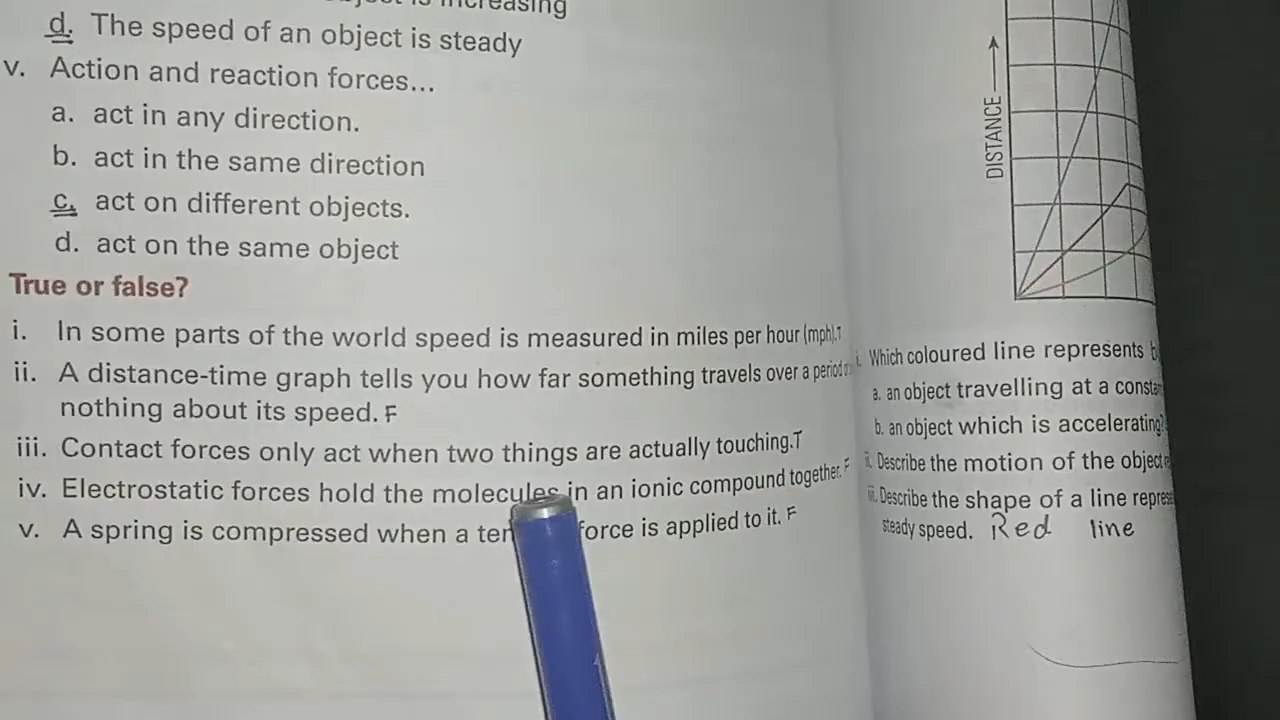 is increasing
d. The speed of an object is steady
v. Action and reaction forces...
a. act in any direction.
b. act in the same direction
c. act on different objects.
d. act on the same object
True or false?
i. In some parts of the world speed is measured in miles per hour (mph).T
ii. A distance-time graph tells you how far something travels over a period
nothing about its speed. F
iii. Contact forces only act when two things are actually touching.T
iv. Electrostatic forces hold the molecules in an ionic compound together. F
v. A spring is compressed when a force is applied to it. F
DISTANCE
i. Which coloured line represents
a. an object travelling at a
b. an object which is accelerating?
ii. Describe the motion of the object
iii. Describe the shape of a line
steady speed. Red line